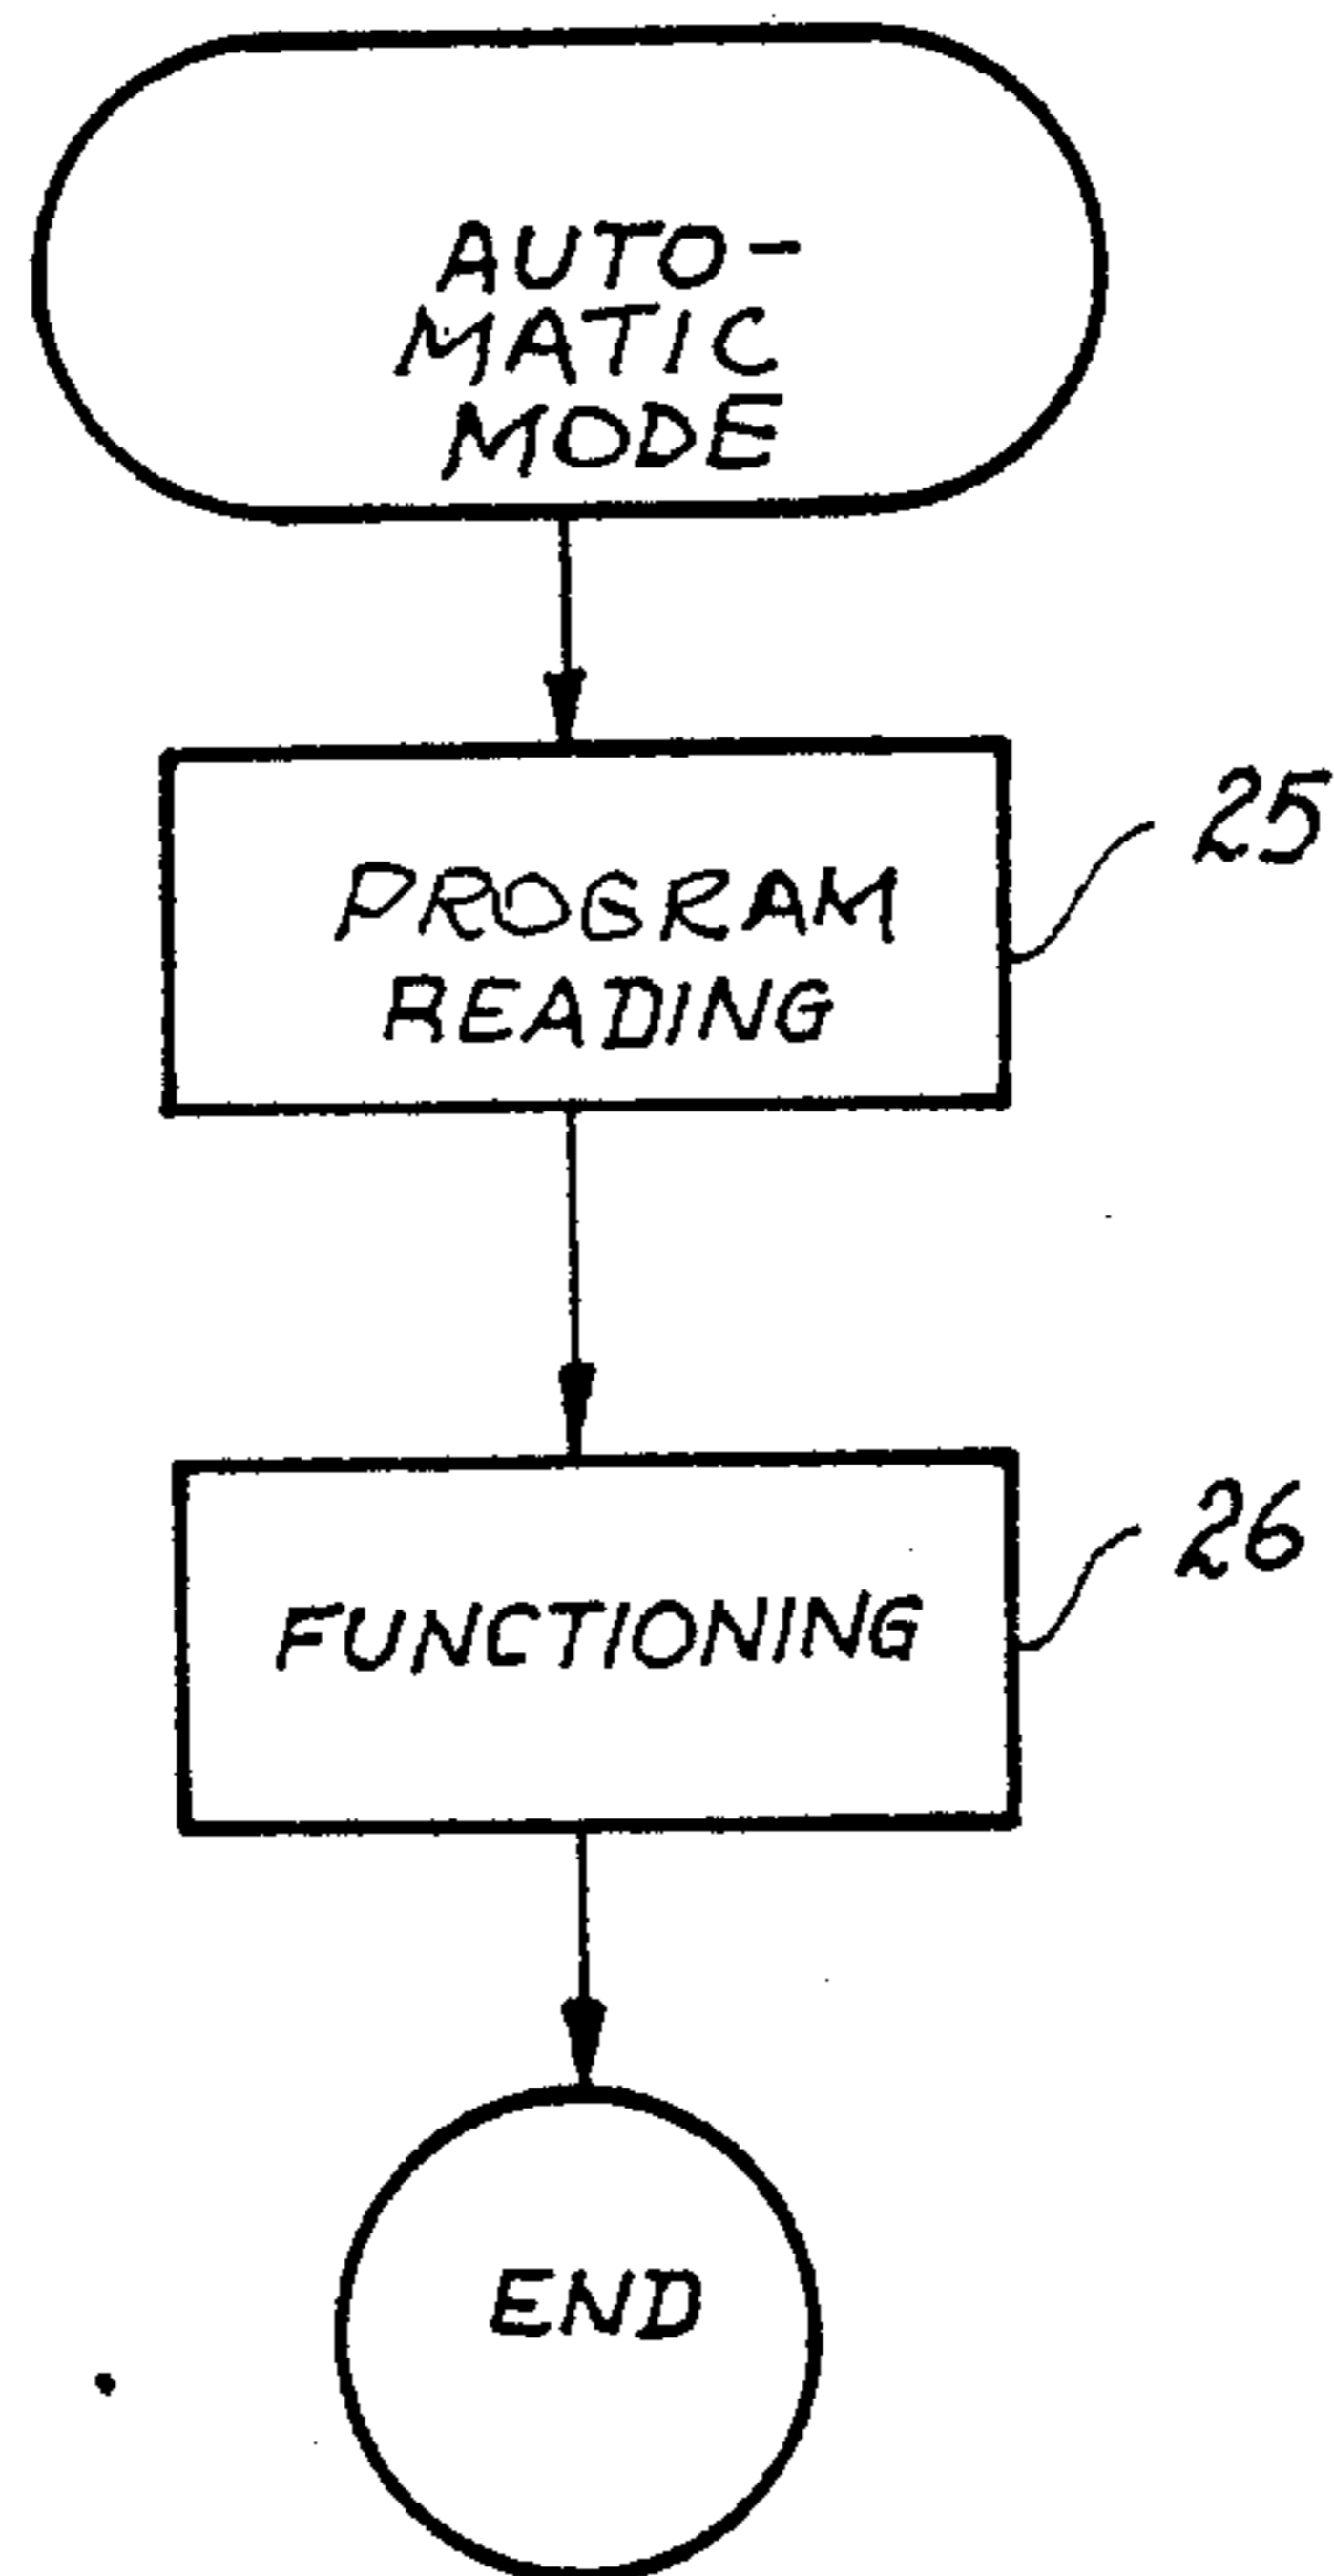 AUTO-
MATIC
MODE
25
PROGRAM
READING
26
FUNCTIONING
END